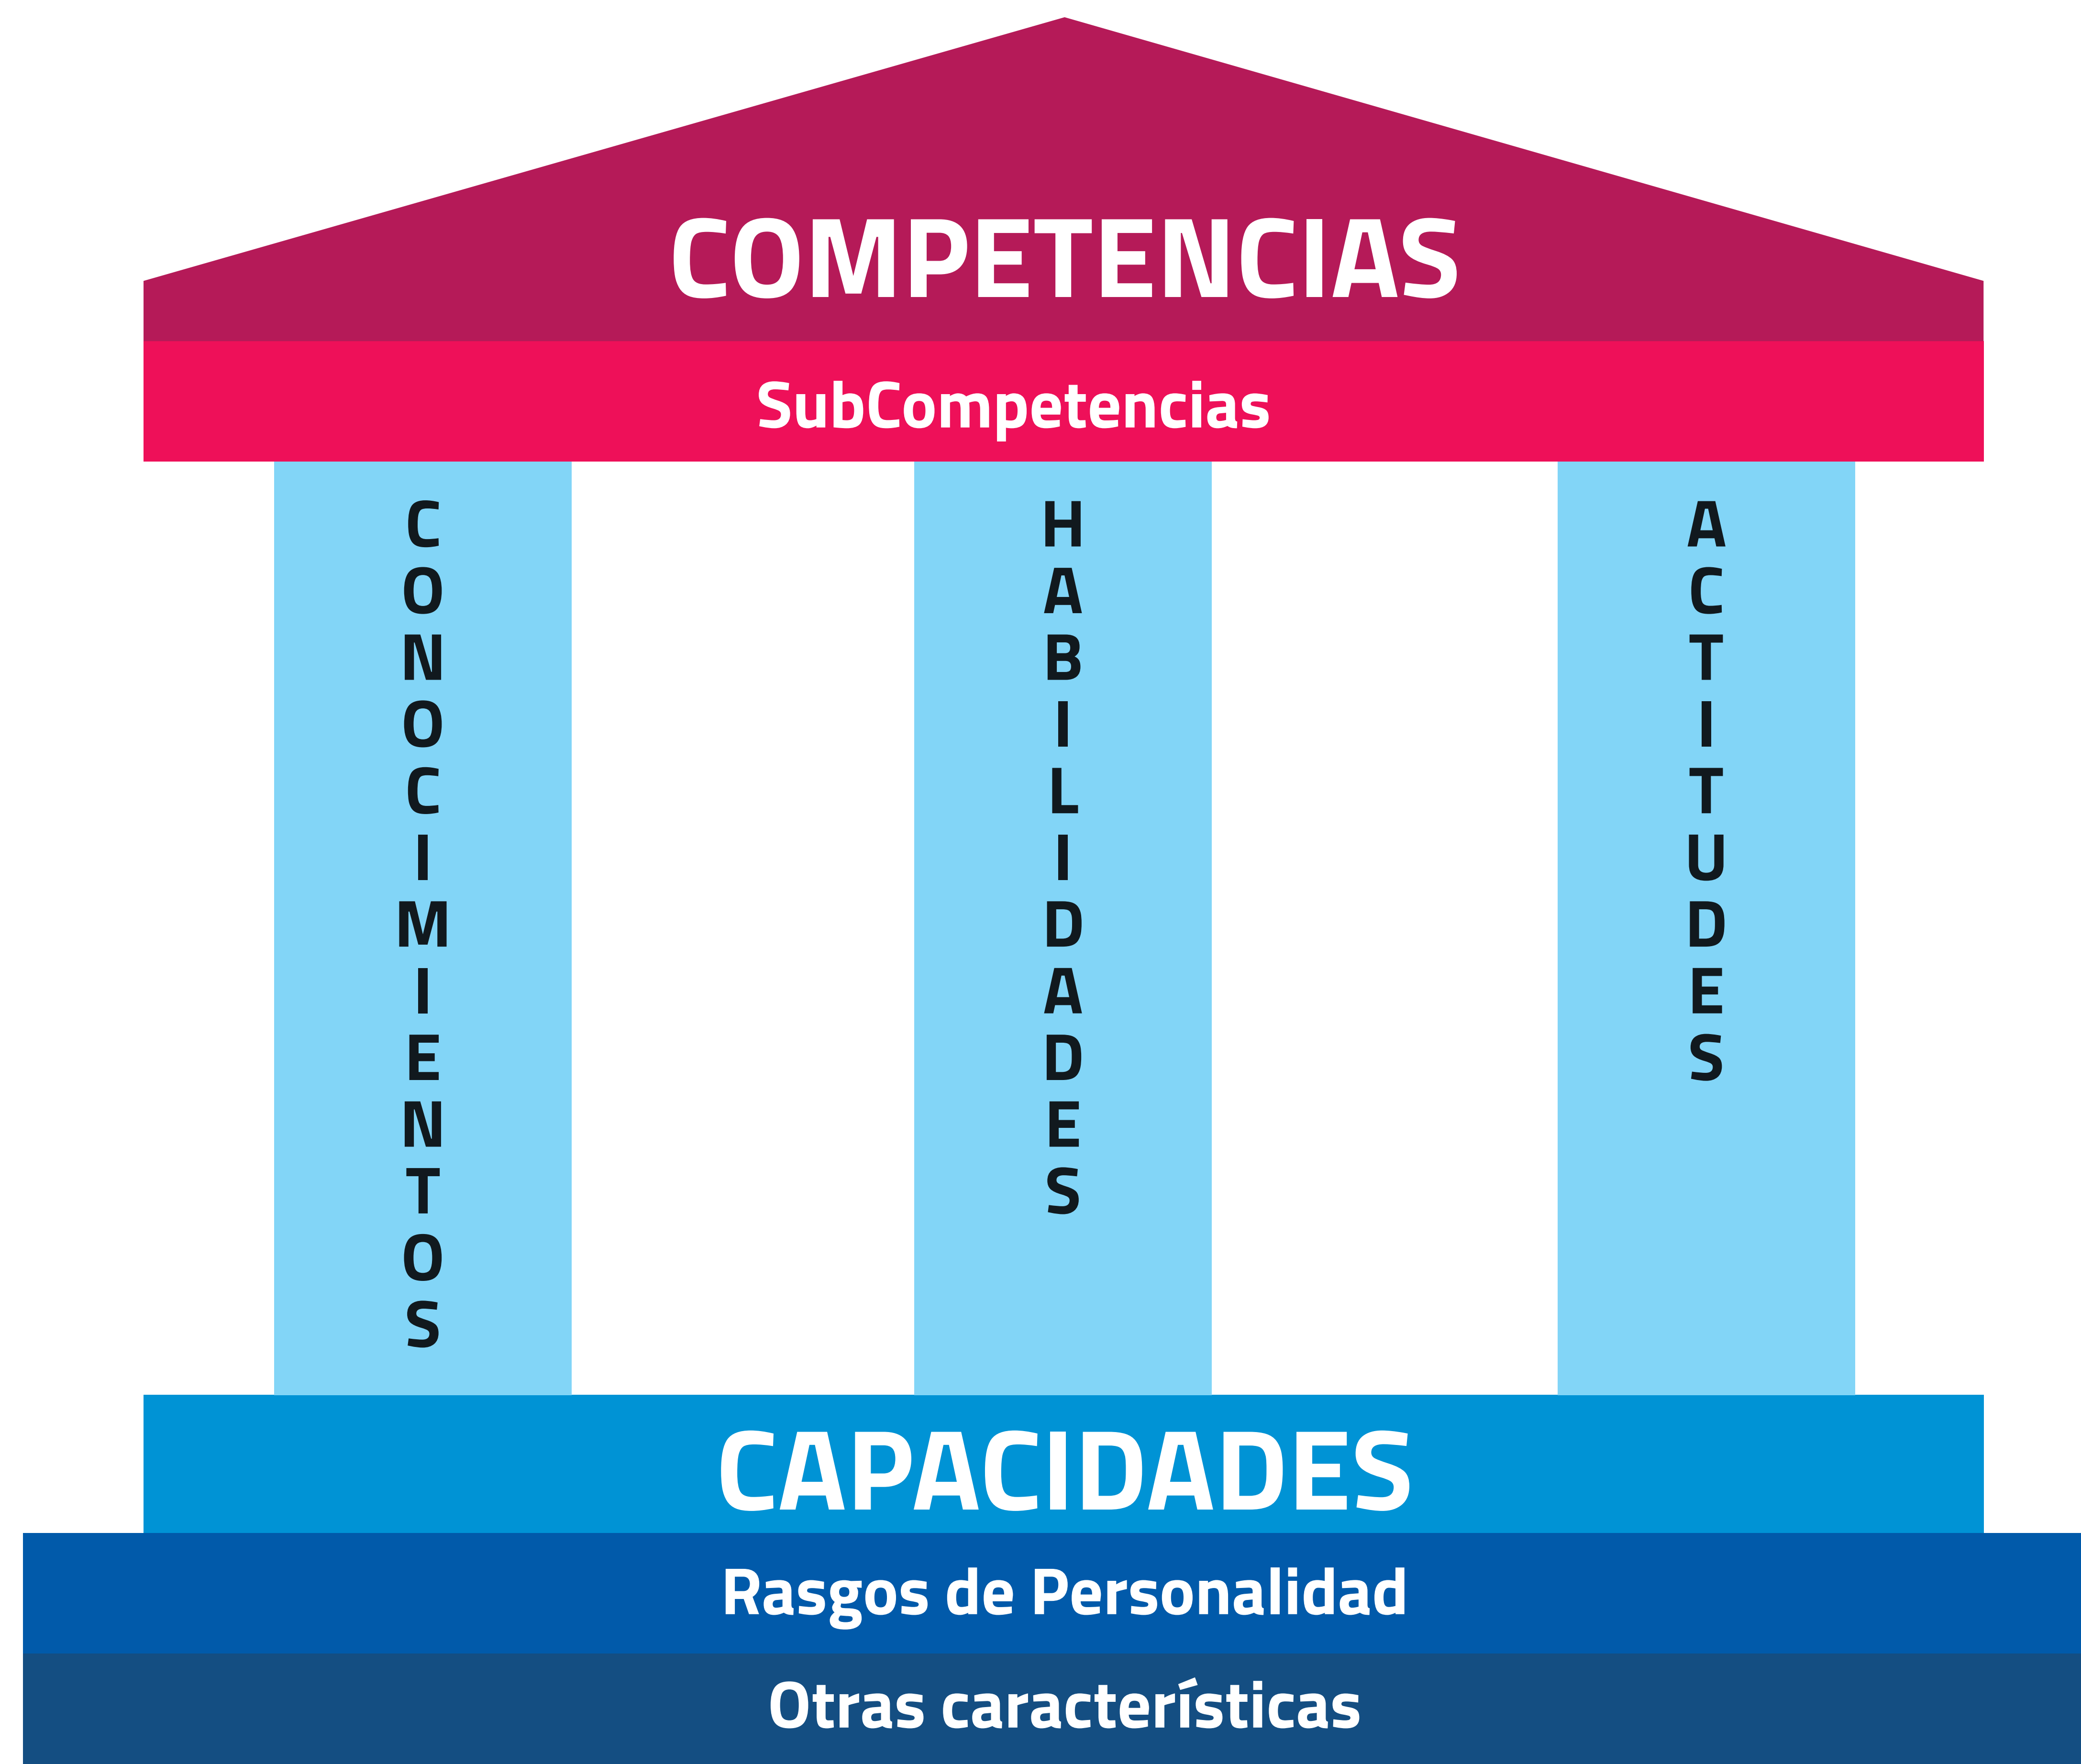 COMPETENCIAS
SubCompetencias
CONOCIMIENTOS
HABILIDADES
ACTITUDES
CAPACIDADES
Rasgos de Personalidad
Otras características